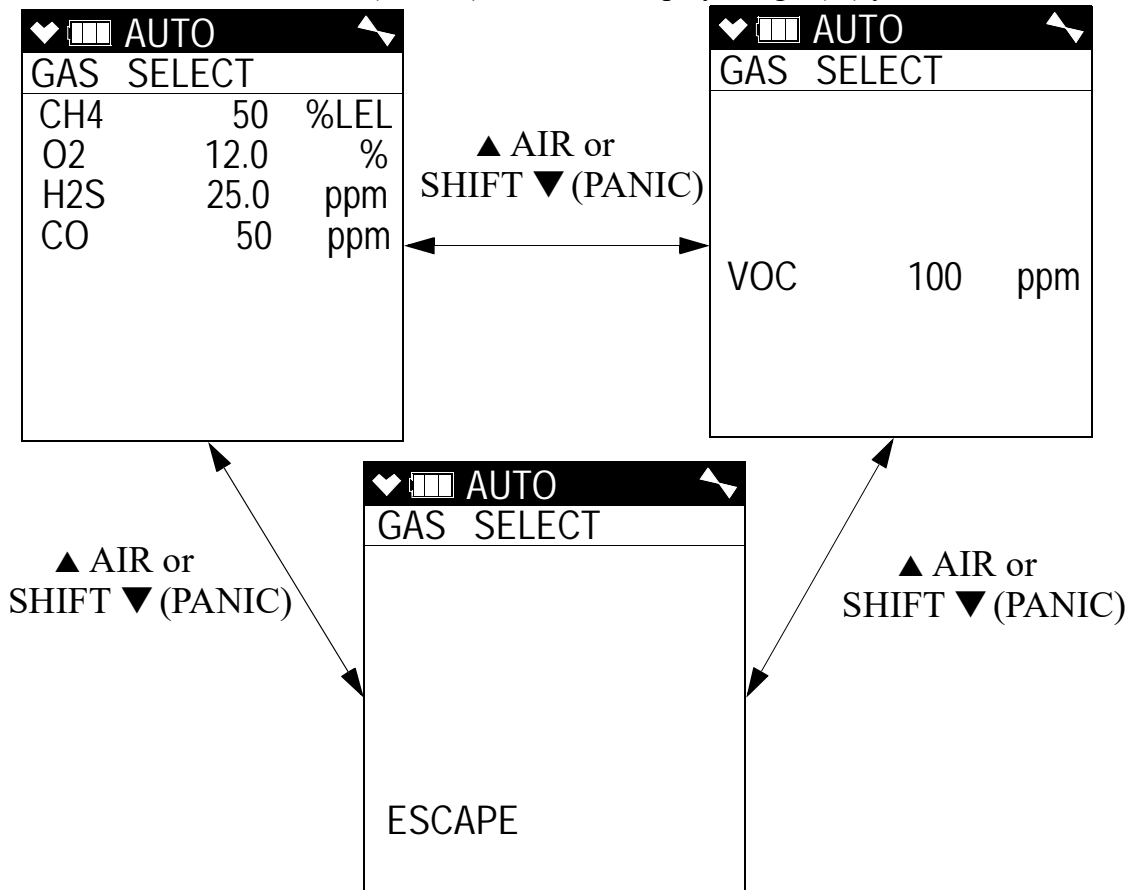 AUTO
GAS SELECT
CH4 50 %LEL
O2 12.0 %
H2S 25.0 ppm
CO 50 ppm
▲ AIR or
SHIFT ▼ (PANIC)
AUTO
GAS SELECT
VOC 100 ppm
▲ AIR or
SHIFT ▼ (PANIC)
AUTO
GAS SELECT
ESCAPE
▲ AIR or
SHIFT ▼ (PANIC)